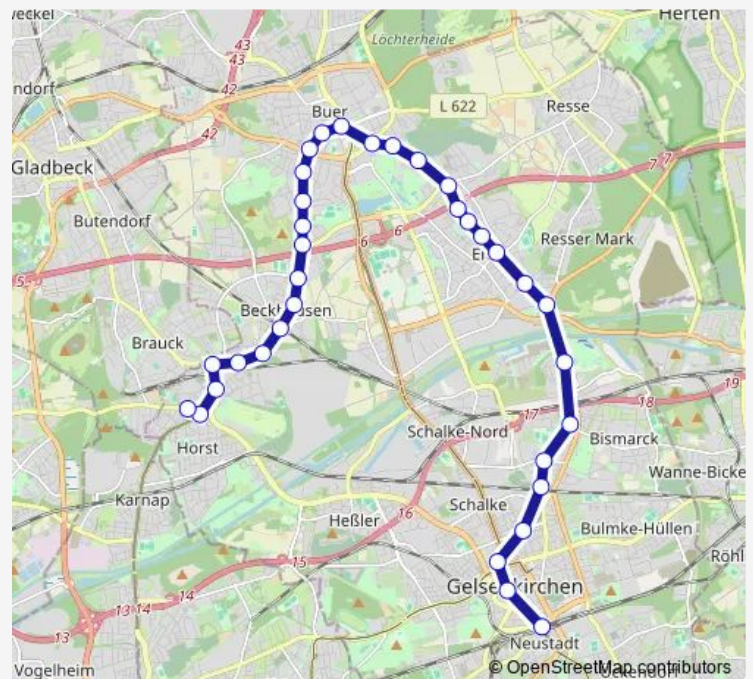 Herten
Löchterheide
43
43
42
ndorf
Buer
L 622
Resse
42
Gladbeck
7 7
Butendorf
6 6
Resser Mark
5
Brauck
19
18
17
Schalke-Nord
Bismarck
Horst
Wanne-Bicke
Karnap
Schalke
16
Heßler
Bulmke-Hüllen
Röhl
15
14
13 14
13
Neustadt
Vogelheim
© OpenStreetMap contributors